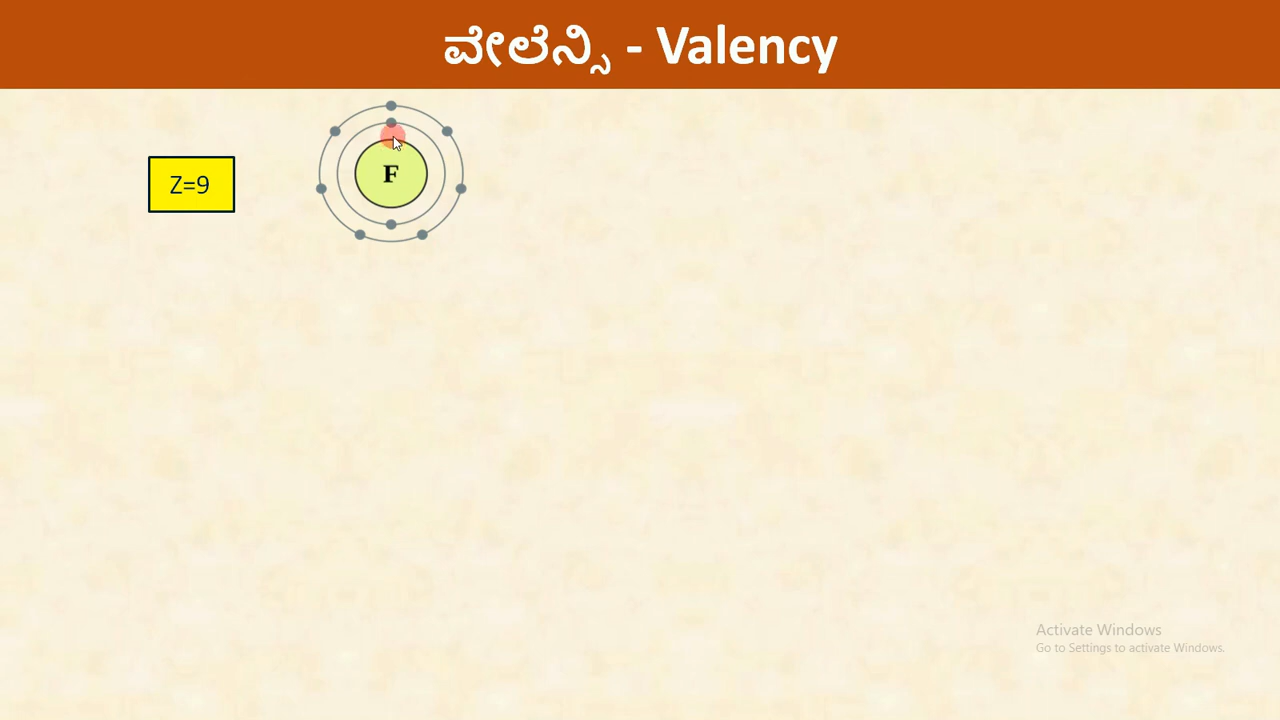 ವೇಲೆನ್ಸಿ - Valency
Z=9
F
Activate Windows
Go to Settings to activate Windows.